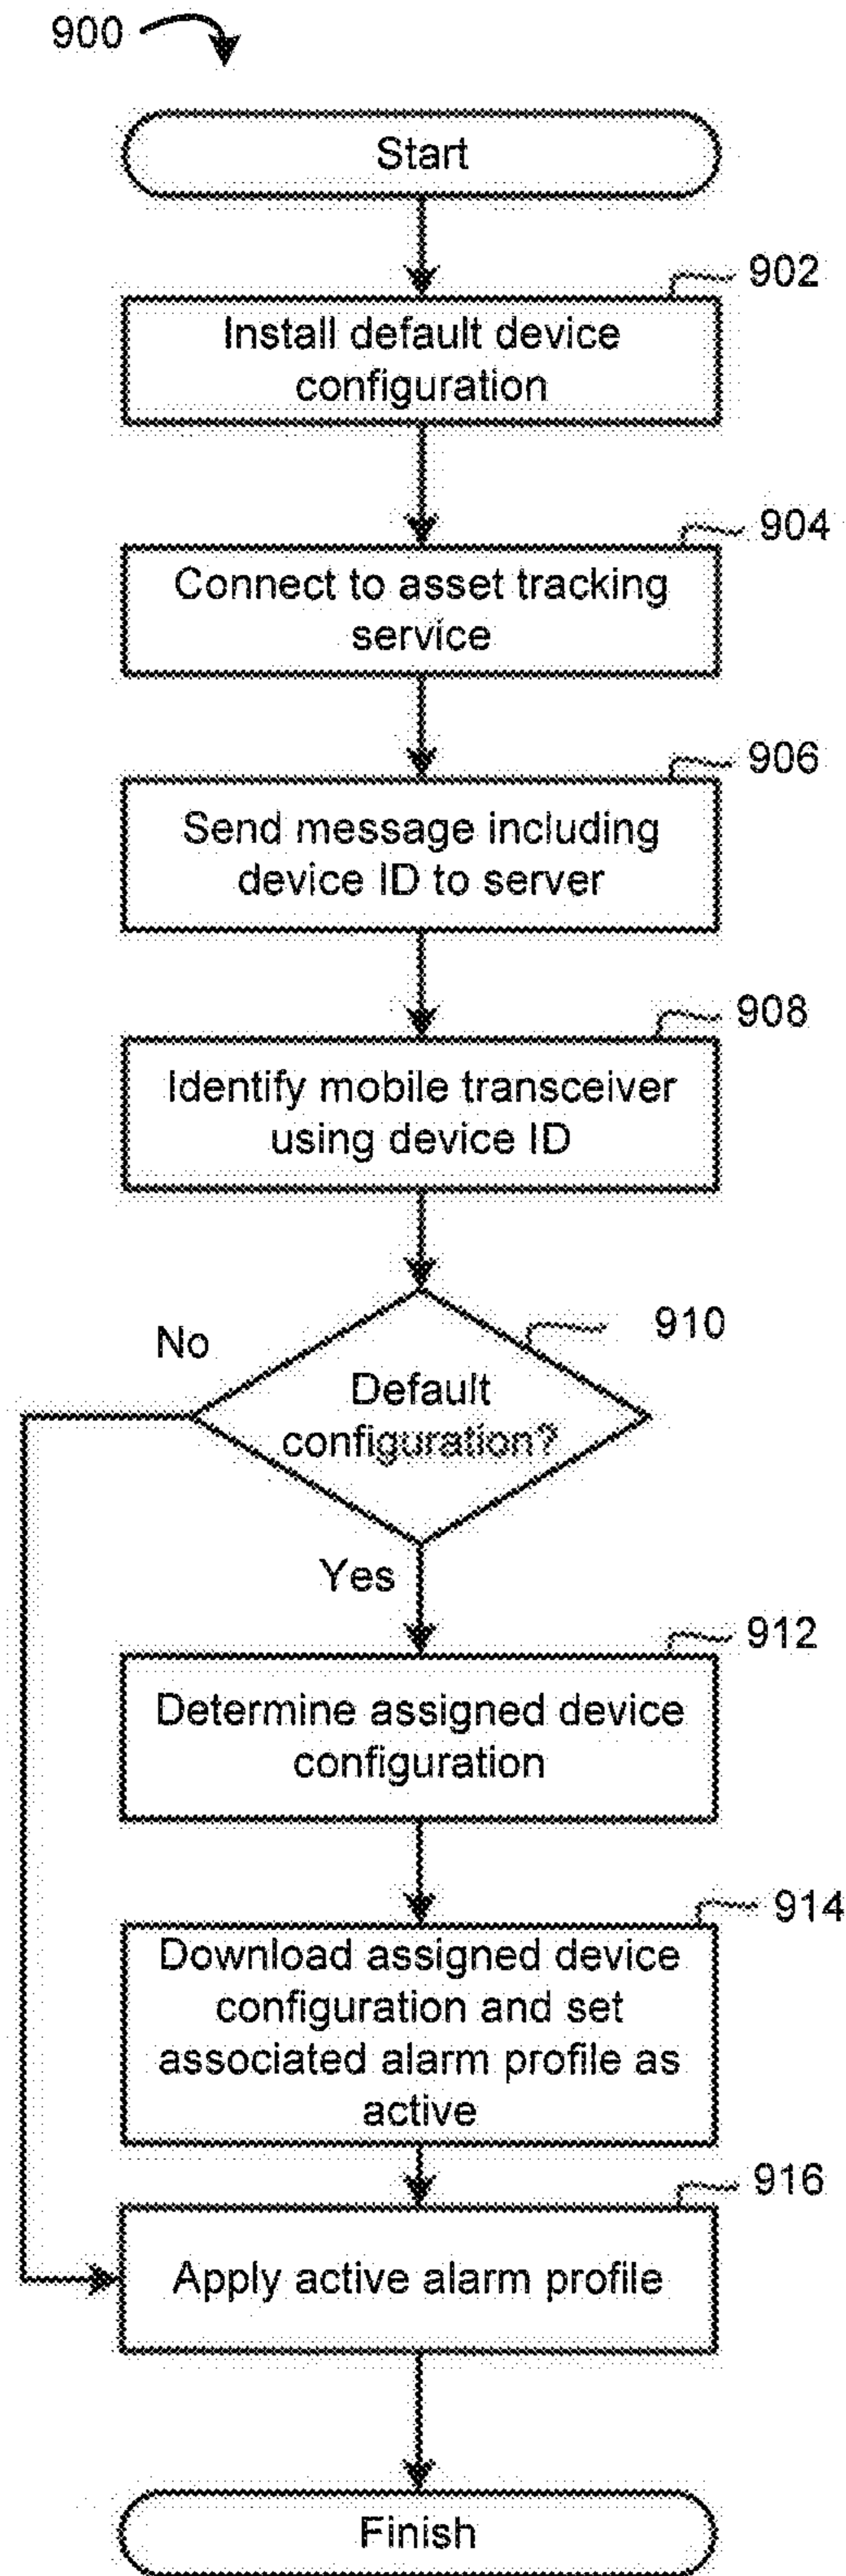 900
Start
902
Install default device
configuration
904
Connect to asset tracking
service
906
Send message including
device ID to server
908
Identify mobile transceiver
using device ID
910
No
Default
configuration?
Yes
912
Determine assigned device
configuration
914
Download assigned device
configuration and set
associated alarm profile as
active
916
Apply active alarm profile
Finish